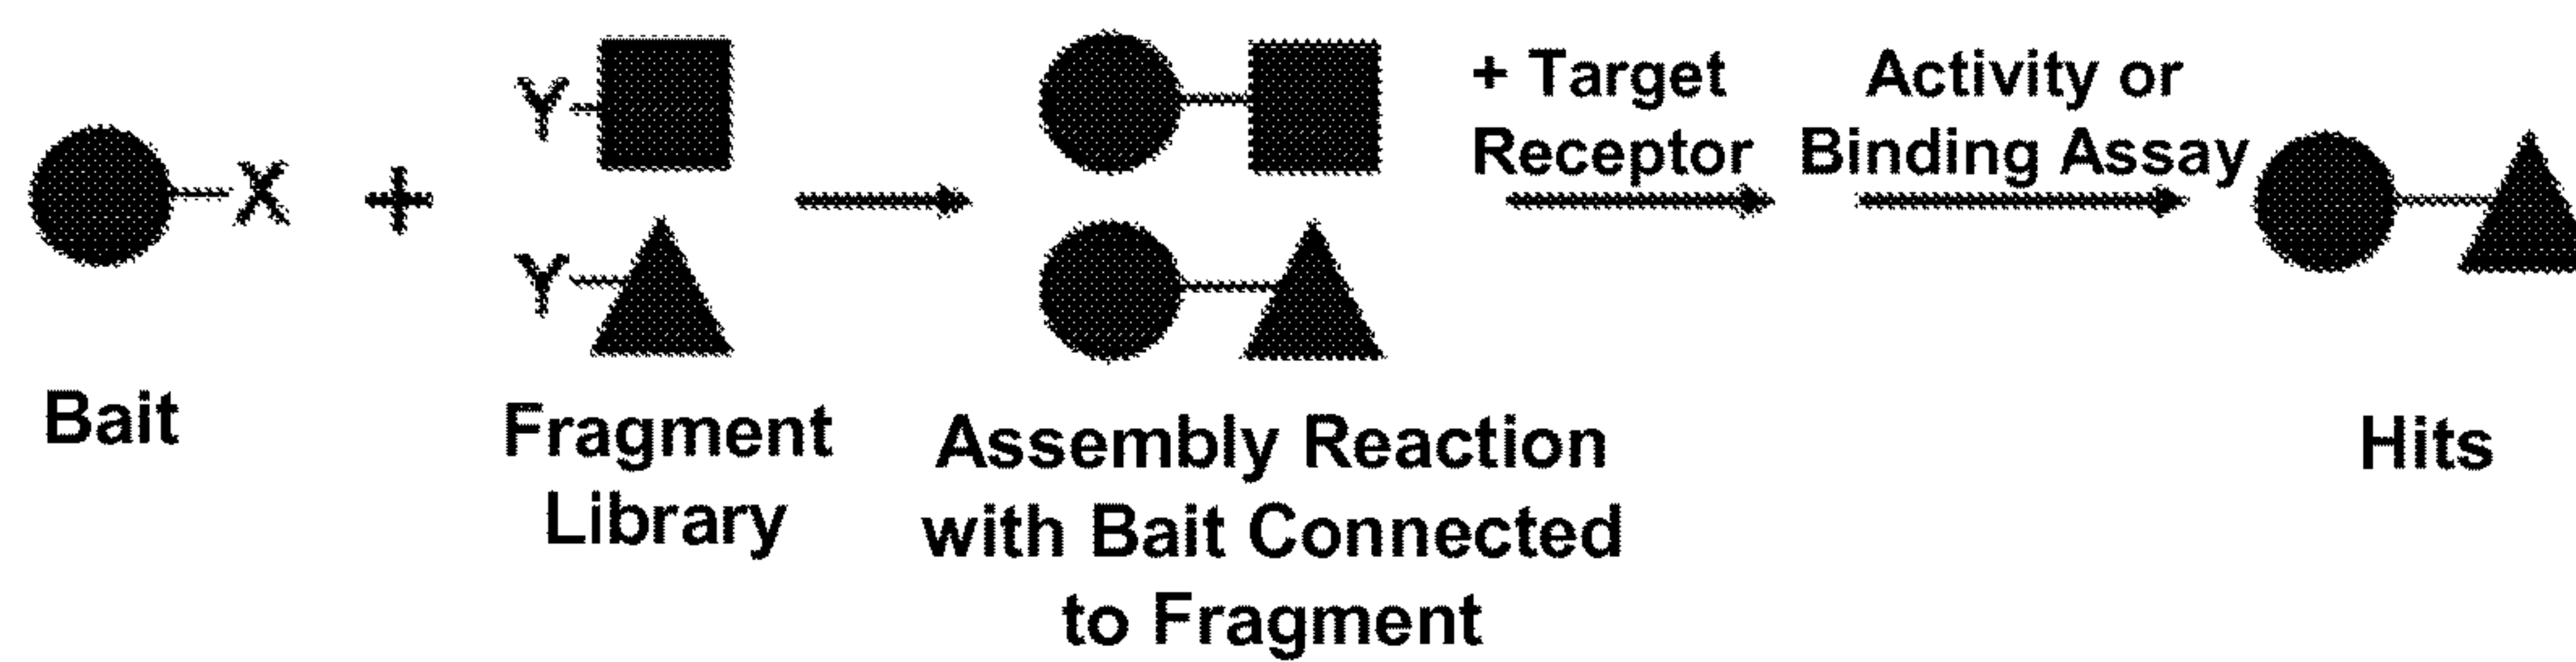 X
+
Y
Y
+ Target
Receptor
Activity or
Binding Assay
Bait
Fragment
Library
Assembly Reaction
with Bait Connected
to Fragment
Hits